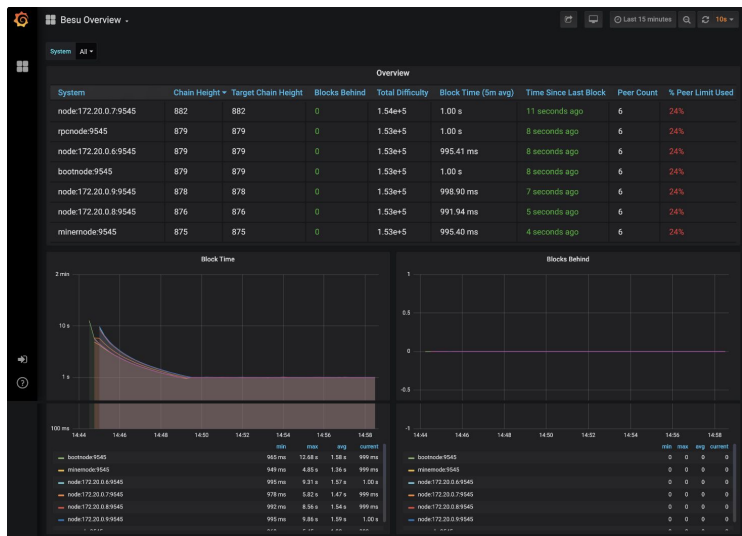 Besu Overview
Last 15 minutes
10s
System All
Overview
System Chain Height Target Chain Height Blocks Behind Total Difficulty Block Time (5m avg) Time Since Last Block Peer Count % Peer Limit Used
node:172.20.0.7:9545 882 882 0 1.54e+5 1.00 s 11 seconds ago 6 24%
rpcnode:9545 879 879 0 1.53e+5 1.00 s 8 seconds ago 6 24%
node:172.20.0.6:9545 879 879 0 1.53e+5 995.41 ms 8 seconds ago 6 24%
bootnode:9545 879 879 0 1.53e+5 1.00 s 8 seconds ago 6 24%
node:172.20.0.9:9545 878 878 0 1.53e+5 998.90 ms 7 seconds ago 6 24%
node:172.20.0.8:9545 876 876 0 1.53e+5 991.94 ms 5 seconds ago 6 24%
minernode:9545 875 875 0 1.53e+5 995.40 ms 4 seconds ago 6 24%
Block Time
2 min
10 s
1 s
100 ms
14:44 14:46 14:48 14:50 14:52 14:54 14:56 14:58
min max avg current
bootnode:9545 965 ms 12.68 s 1.58 s 999 ms
minernode:9545 949 ms 4.85 s 1.36 s 999 ms
node:172.20.0.6:9545 995 ms 9.31 s 1.57 s 1.00 s
node:172.20.0.7:9545 978 ms 5.82 s 1.47 s 999 ms
node:172.20.0.8:9545 992 ms 8.56 s 1.54 s 999 ms
node:172.20.0.9:9545 995 ms 9.86 s 1.59 s 1.00 s
Blocks Behind
1
0.5
0
-0.5
-1
14:44 14:46 14:48 14:50 14:52 14:54 14:56 14:58
min max avg current
bootnode:9545 0 0 0 0
minernode:9545 0 0 0 0
node:172.20.0.6:9545 0 0 0 0
node:172.20.0.7:9545 0 0 0 0
node:172.20.0.8:9545 0 0 0 0
node:172.20.0.9:9545 0 0 0 0